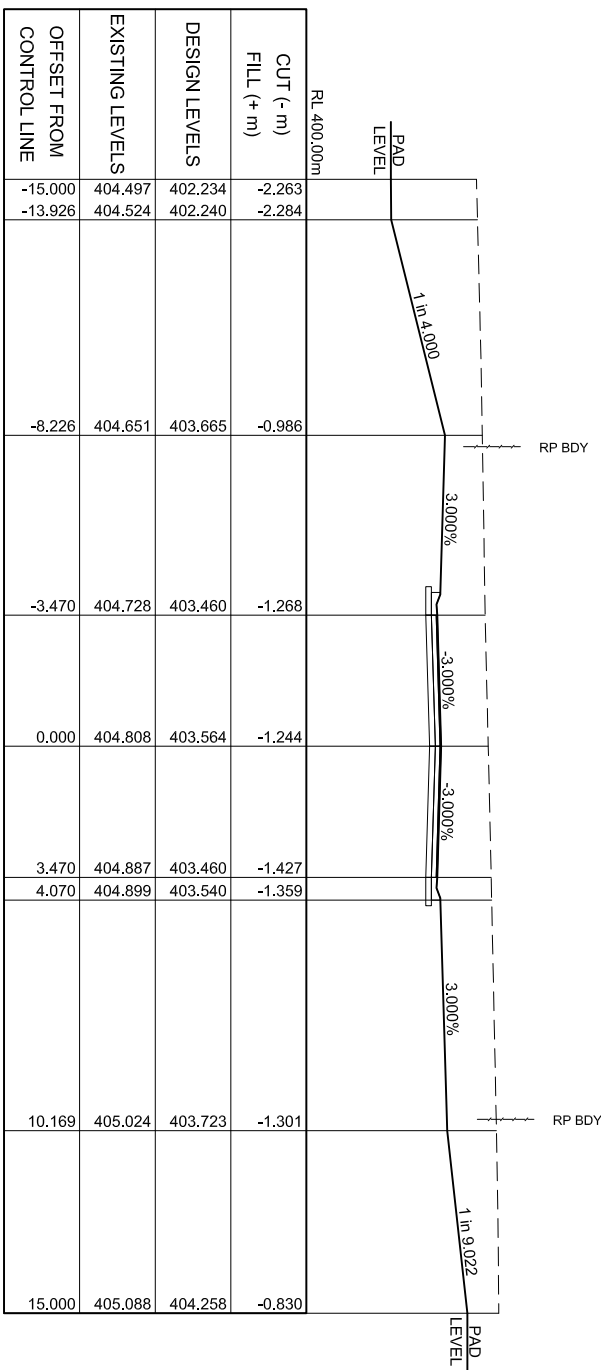 PAD
LEVEL
1 in 4.000
RP BDY
3.000%
-3.000%
-3.000%
3.000%
RP BDY
1 in 9.022
PAD
LEVEL
RL 400.00m
CUT (- m)
FILL (+ m)
-2.263
-2.284
-0.986
-1.268
-1.244
-1.427
-1.359
-1.301
-0.830
DESIGN LEVELS
402.234
402.240
403.665
403.460
403.564
403.460
403.540
403.723
404.258
EXISTING LEVELS
404.497
404.524
404.651
404.728
404.808
404.887
404.899
405.024
405.088
OFFSET FROM
CONTROL LINE
-15.000
-13.926
-8.226
-3.470
0.000
3.470
4.070
10.169
15.000